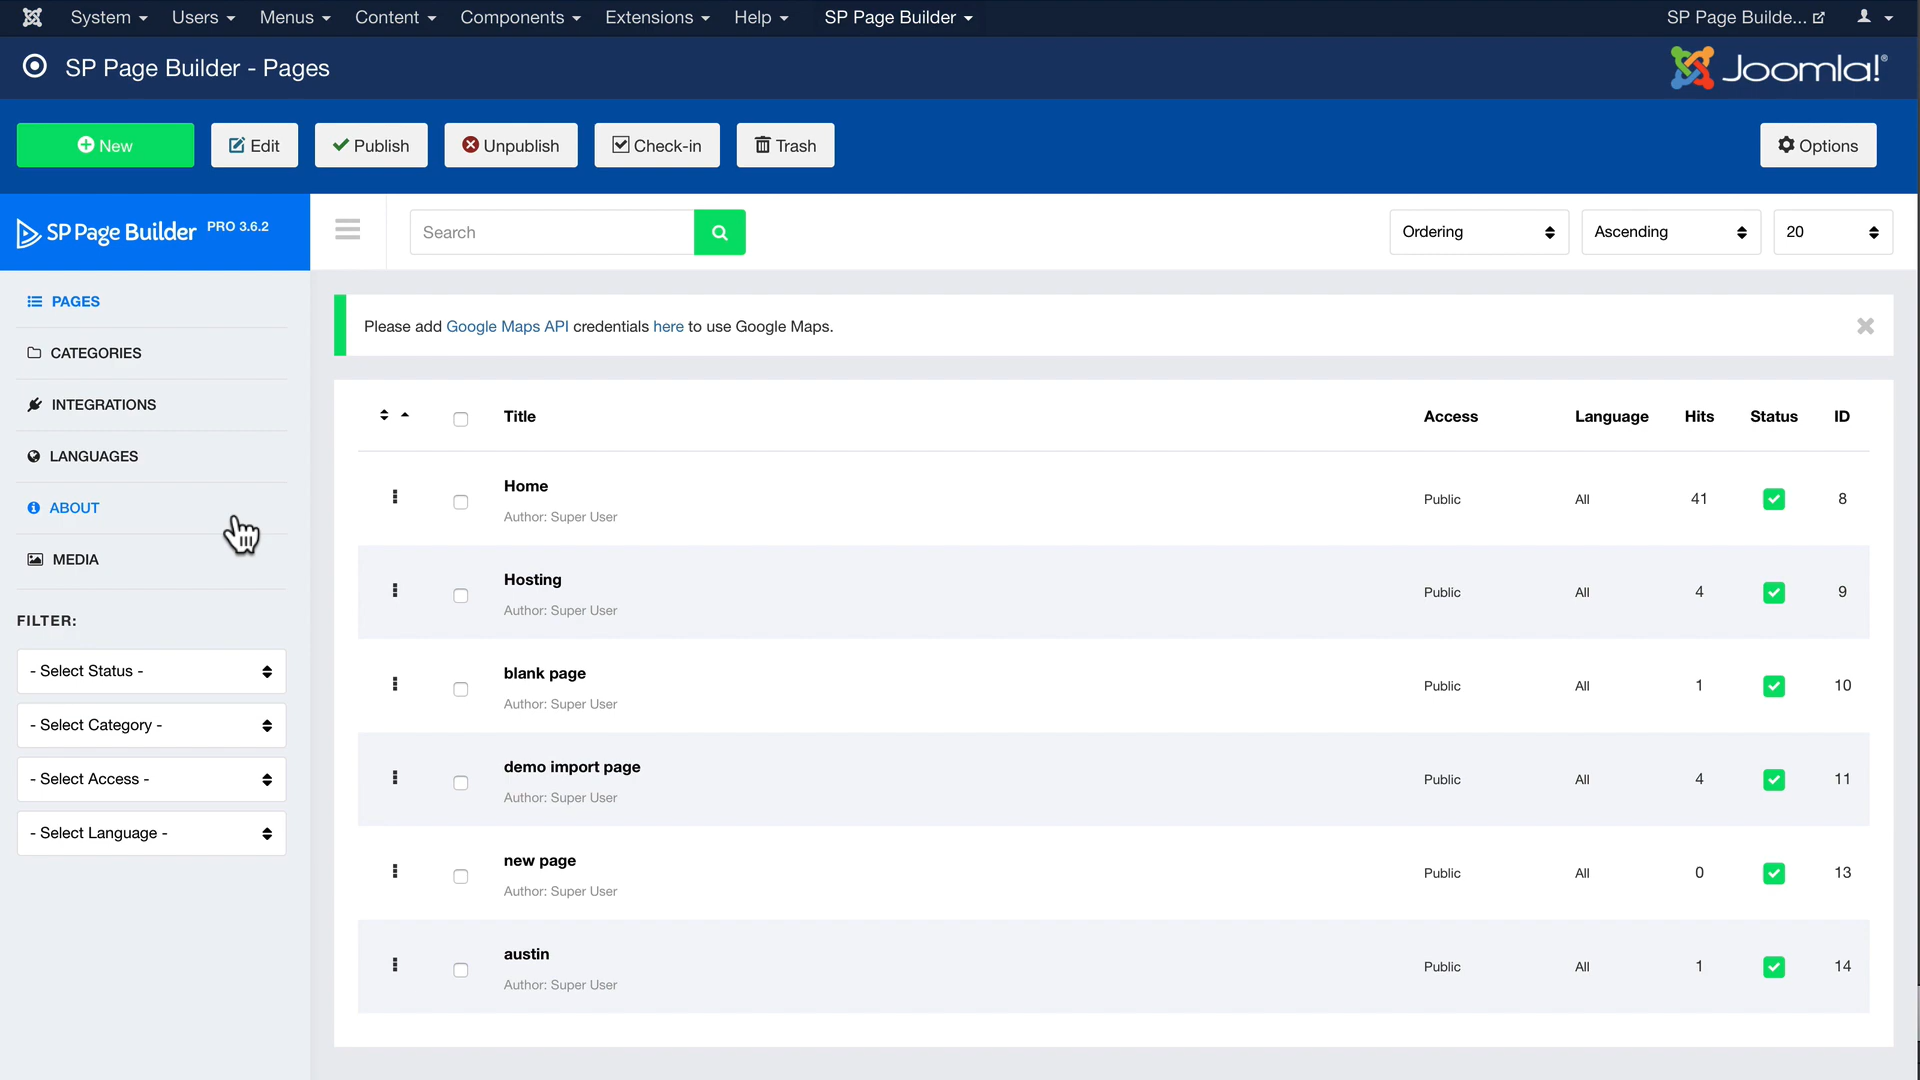 System Users Menus Content Components Extensions Help SP Page Builder SP Page Builde...
SP Page Builder - Pages
Joomla!®
New Edit Publish Unpublish Check-in Trash Options
SP Page Builder PRO 3.6.2
Search
Ordering Ascending 20
PAGES
CATEGORIES
INTEGRATIONS
LANGUAGES
ABOUT
MEDIA
FILTER:
- Select Status -
- Select Category -
- Select Access -
- Select Language -
Please add Google Maps API credentials here to use Google Maps.
Title Access Language Hits Status ID
Home
Author: Super User
Public All 41 8
Hosting
Author: Super User
Public All 4 9
blank page
Author: Super User
Public All 1 10
demo import page
Author: Super User
Public All 4 11
new page
Author: Super User
Public All 0 13
austin
Author: Super User
Public All 1 14